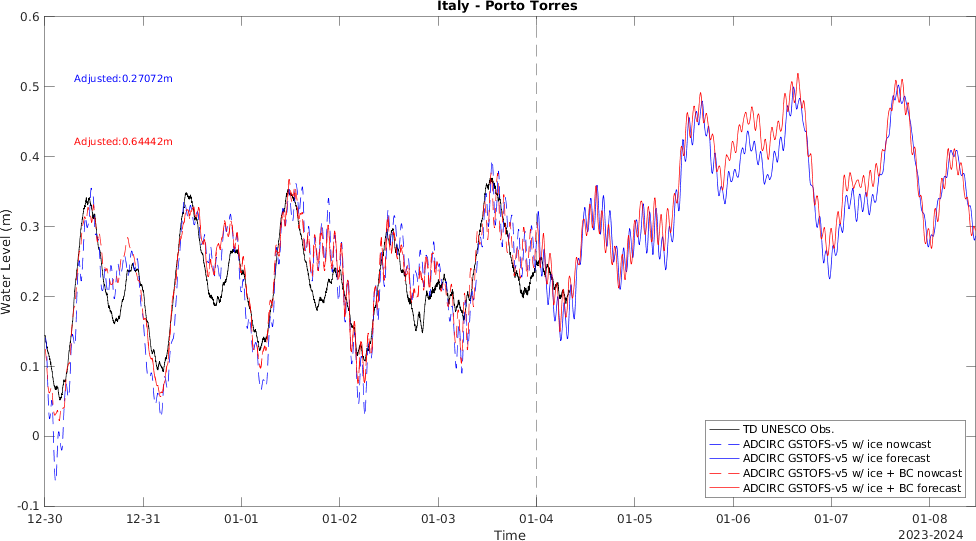 Italy - Porto Torres
0.6
0.5
0.4
0.3
0.2
0.1
0
-0.1
Water Level (m)
Adjusted:0.27072m
Adjusted:0.64442m
TD UNESCO Obs.
ADCIRC GSTOFS-v5 w/ ice nowcast
ADCIRC GSTOFS-v5 w/ ice forecast
ADCIRC GSTOFS-v5 w/ ice + BC nowcast
ADCIRC GSTOFS-v5 w/ ice + BC forecast
12-30 12-31 01-01 01-02 01-03 01-04 01-05 01-06 01-07 01-08
Time
2023-2024